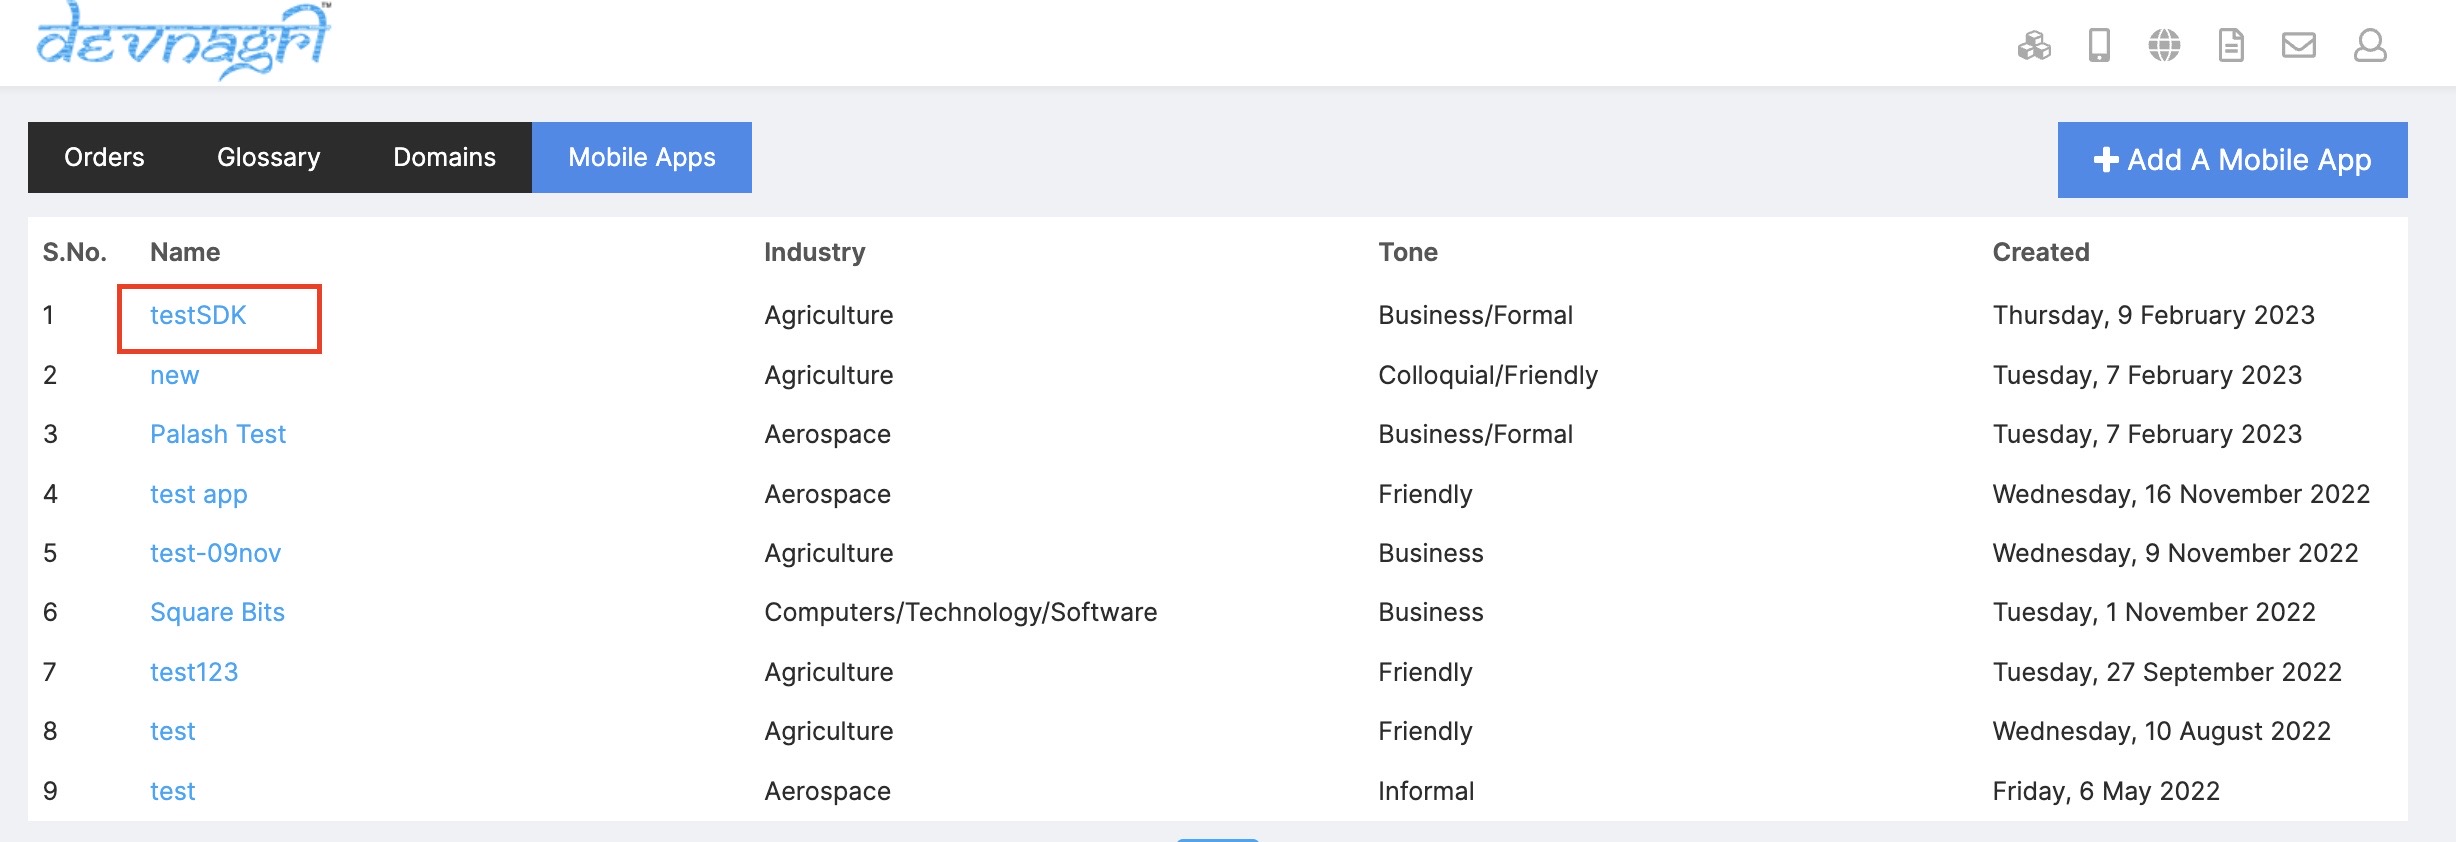 devnagri™
Orders Glossary Domains Mobile Apps
Add A Mobile App
S.No. Name Industry Tone Created
1 testSDK Agriculture Business/Formal Thursday, 9 February 2023
2 new Agriculture Colloquial/Friendly Tuesday, 7 February 2023
3 Palash Test Aerospace Business/Formal Tuesday, 7 February 2023
4 test app Aerospace Friendly Wednesday, 16 November 2022
5 test-09nov Agriculture Business Wednesday, 9 November 2022
6 Square Bits Computers/Technology/Software Business Tuesday, 1 November 2022
7 test123 Agriculture Friendly Tuesday, 27 September 2022
8 test Agriculture Friendly Wednesday, 10 August 2022
9 test Aerospace Informal Friday, 6 May 2022